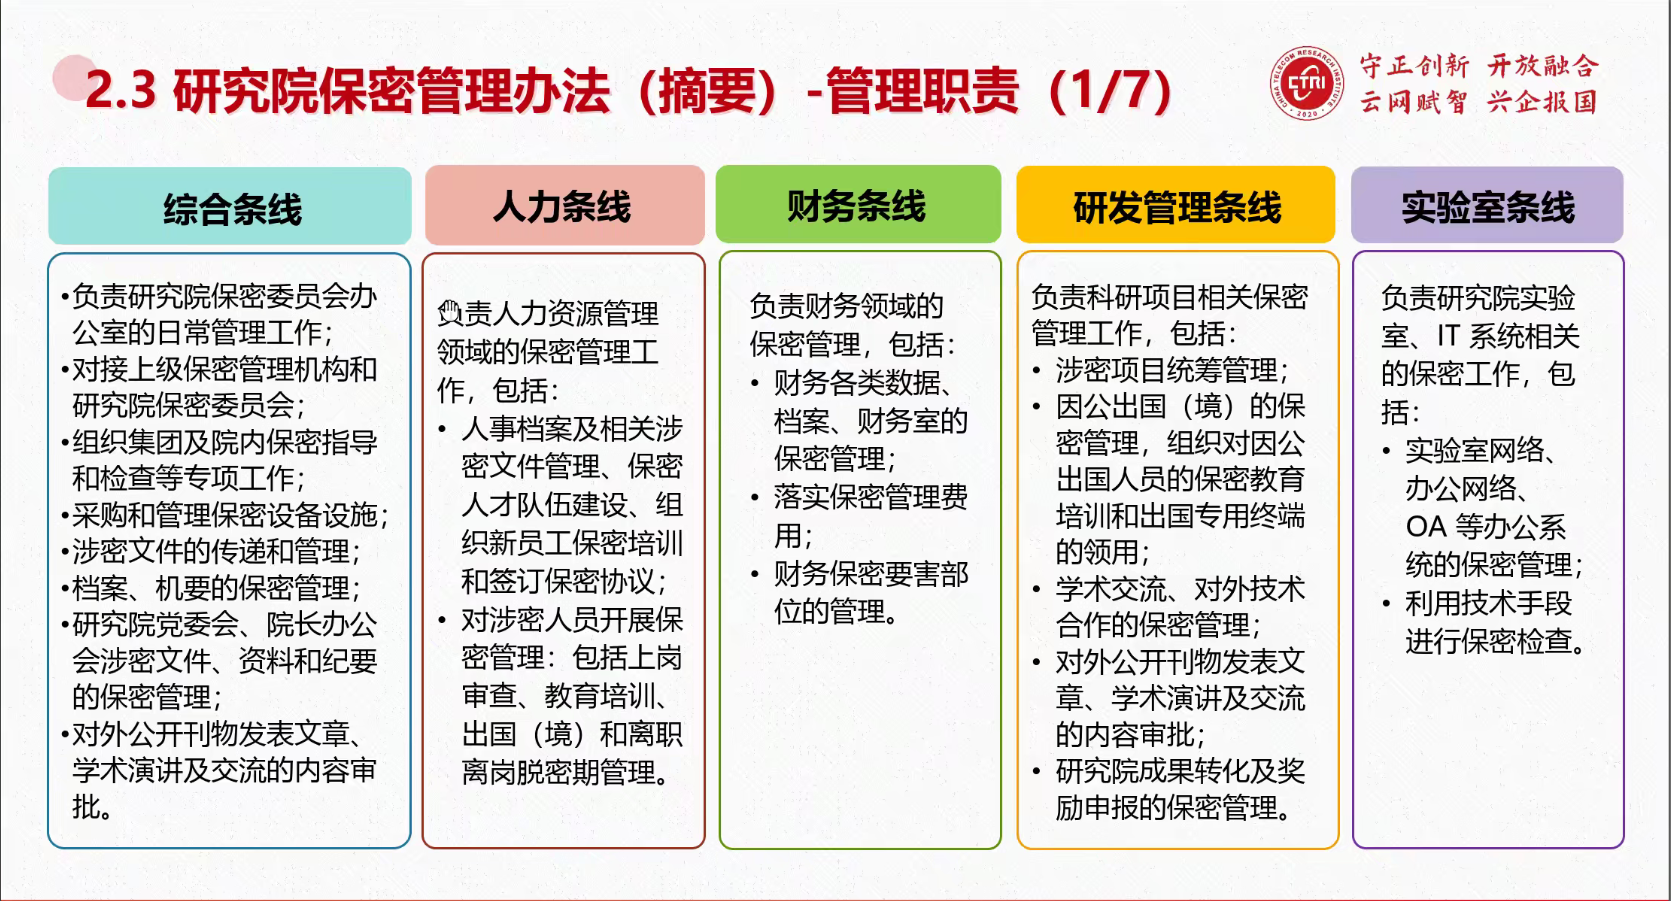 2.3 研究院保密管理办法（摘要）-管理职责（1/7）
CHINA TELECOM RESEARCH INSTITUTE
CTRI
· 2020 ·
守正创新 开放融合
云网赋智 兴企报国
综合条线
•负责研究院保密委员会办
公室的日常管理工作；
•对接上级保密管理机构和
研究院保密委员会；
•组织集团及院内保密指导
和检查等专项工作；
•采购和管理保密设备设施；
•涉密文件的传递和管理；
•档案、机要的保密管理；
•研究院党委会、院长办公
会涉密文件、资料和纪要
的保密管理；
•对外公开刊物发表文章、
学术演讲及交流的内容审
批。
人力条线
负责人力资源管理
领域的保密管理工
作，包括：
• 人事档案及相关涉
密文件管理、保密
人才队伍建设、组
织新员工保密培训
和签订保密协议；
• 对涉密人员开展保
密管理：包括上岗
审查、教育培训、
出国（境）和离职
离岗脱密期管理。
财务条线
负责财务领域的
保密管理，包括：
• 财务各类数据、
档案、财务室的
保密管理；
• 落实保密管理费
用；
• 财务保密要害部
位的管理。
研发管理条线
负责科研项目相关保密
管理工作，包括：
• 涉密项目统筹管理；
• 因公出国（境）的保
密管理，组织对因公
出国人员的保密教育
培训和出国专用终端
的领用；
• 学术交流、对外技术
合作的保密管理；
• 对外公开刊物发表文
章、学术演讲及交流
的内容审批；
• 研究院成果转化及奖
励申报的保密管理。
实验室条线
负责研究院实验
室、IT 系统相关
的保密工作，包
括：
• 实验室网络、
办公网络、
OA 等办公系
统的保密管理；
• 利用技术手段
进行保密检查。